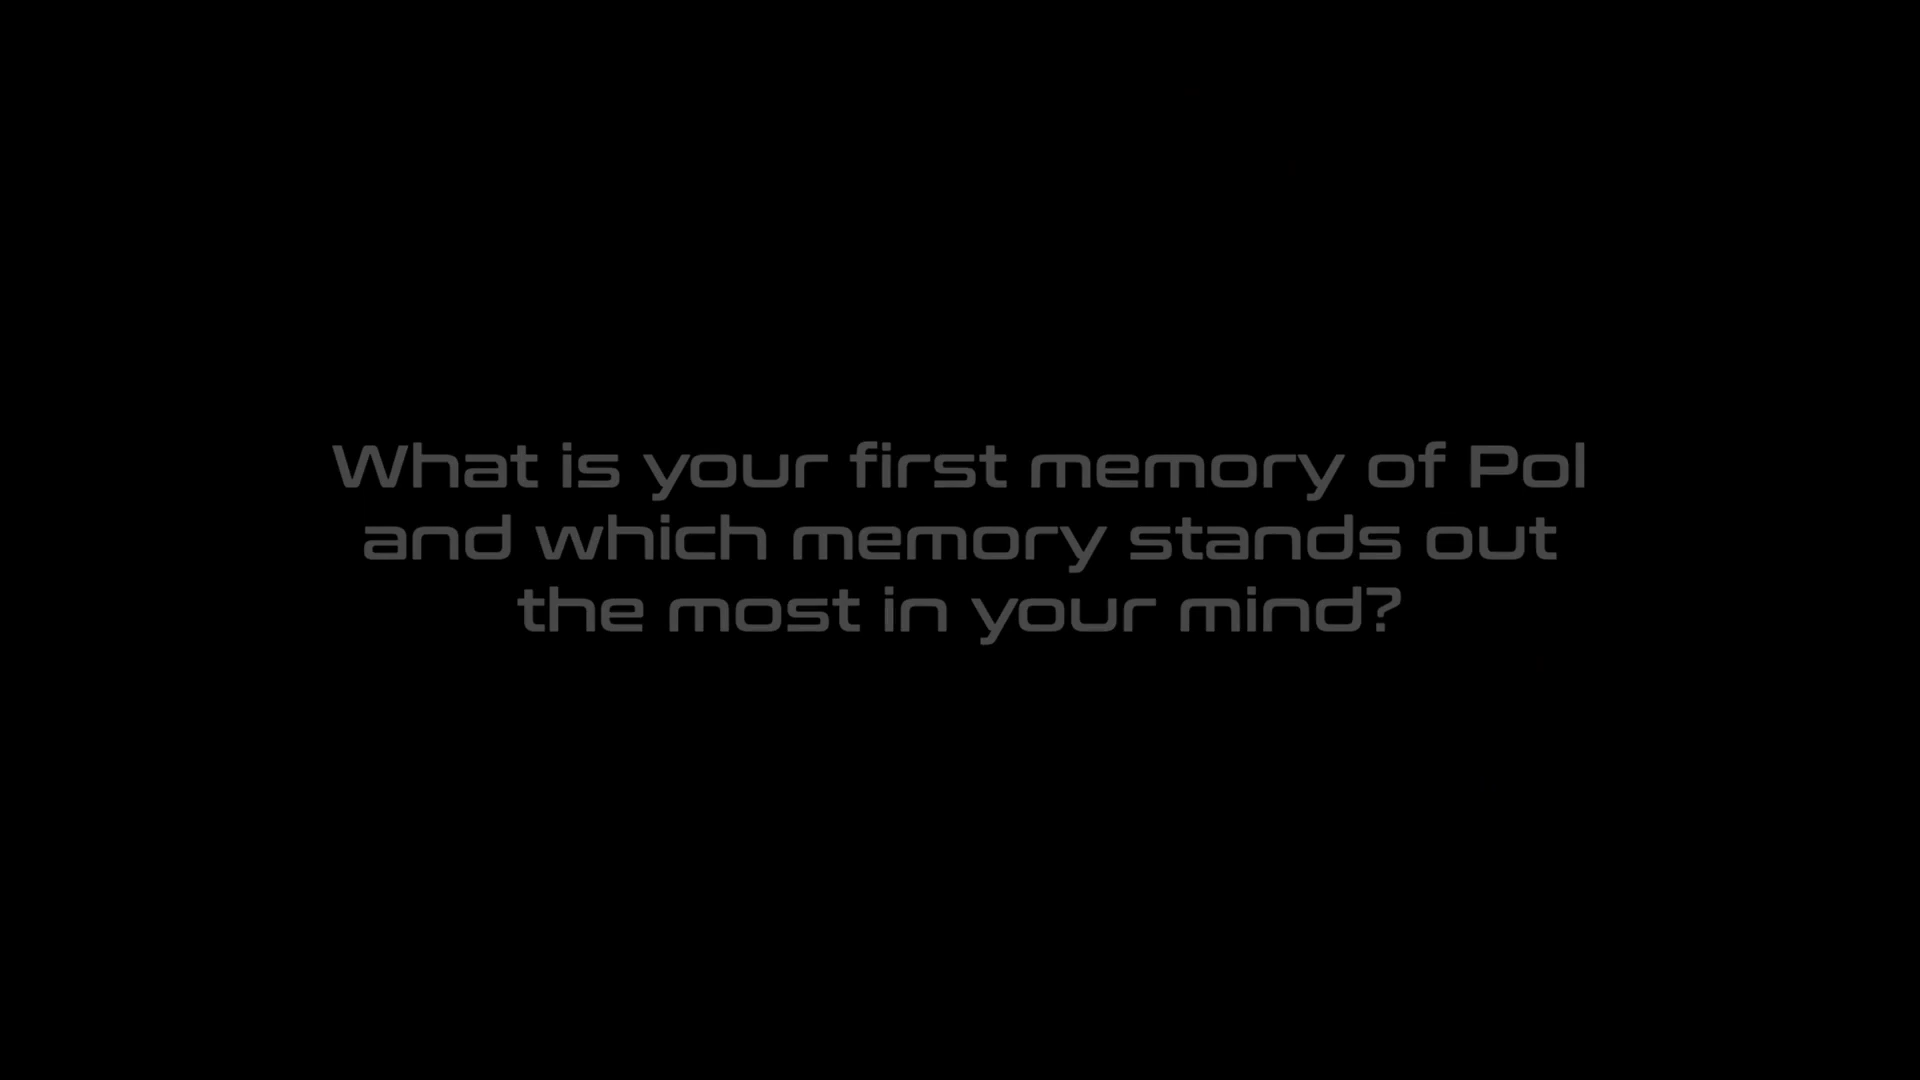 What is your first memory of Pol
and which memory stands out
the most in your mind?